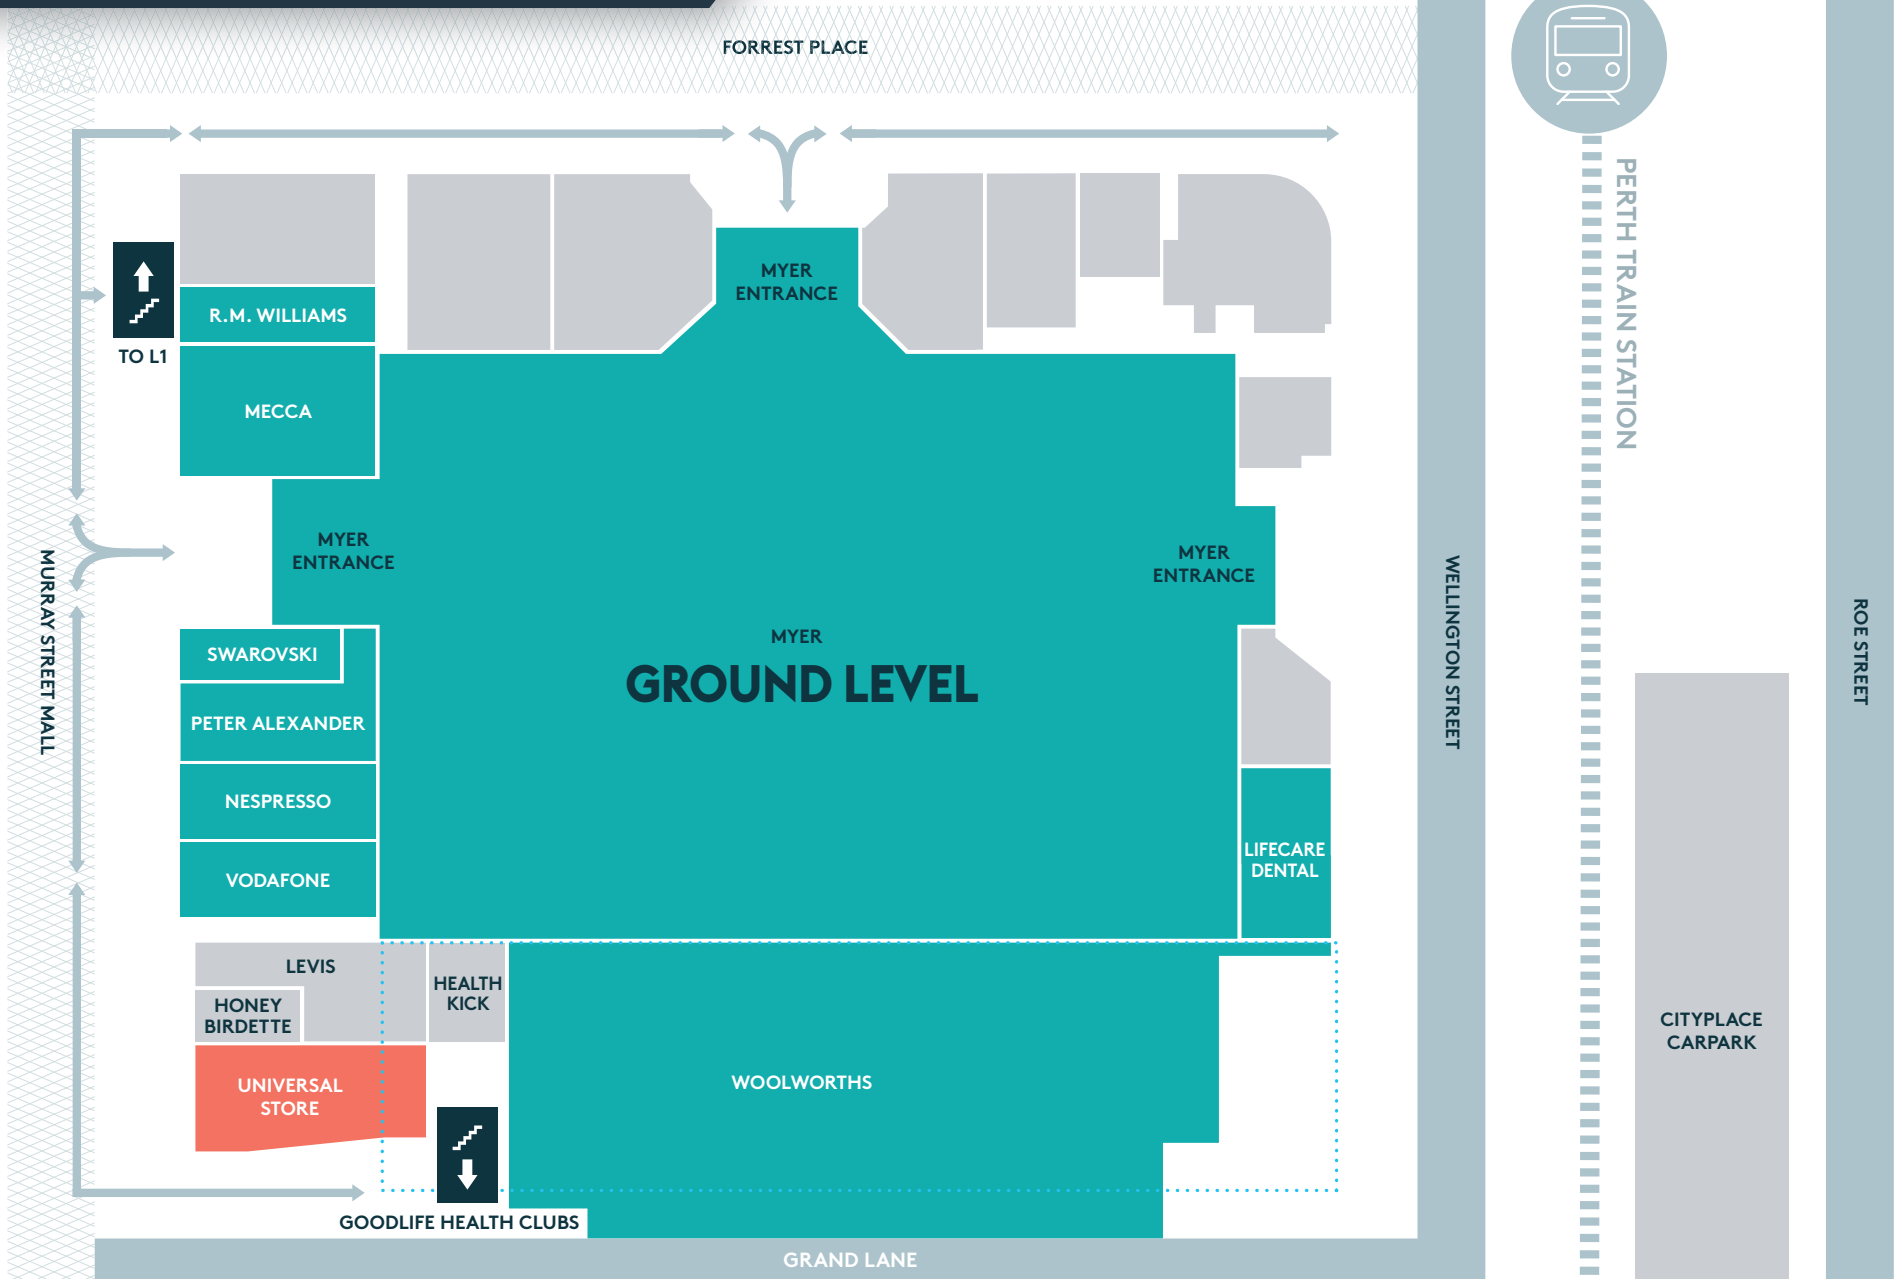 FORREST PLACE
PERTH TRAIN STATION
MYER
ENTRANCE
R.M. WILLIAMS
TO L1
MECCA
MYER
ENTRANCE
MYER
ENTRANCE
MURRAY STREET MALL
WELLINGTON STREET
ROE STREET
MYER
GROUND LEVEL
SWAROVSKI
PETER ALEXANDER
NESPRESSO
VODAFONE
LIFECARE
DENTAL
LEVIS
HONEY
BIRDETTE
HEALTH
KICK
UNIVERSAL
STORE
WOOLWORTHS
CITYPLACE
CARPARK
GOODLIFE HEALTH CLUBS
GRAND LANE